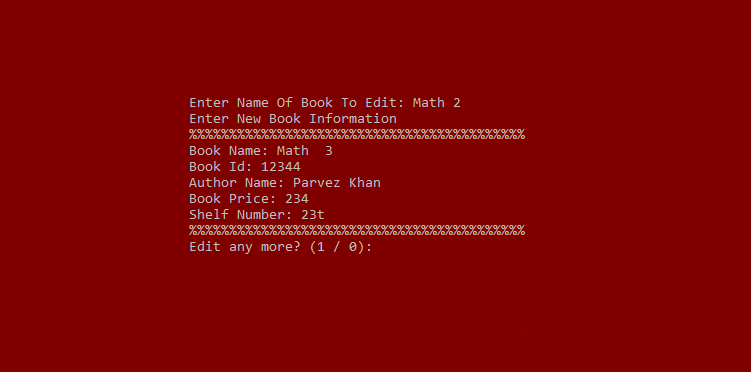 Enter Name Of Book To Edit: Math 2
Enter New Book Information
%%%%%%%%%%%%%%%%%%%%%%%%%%%%%%%%%%%%%%%%%%
Book Name: Math  3
Book Id: 12344
Author Name: Parvez Khan
Book Price: 234
Shelf Number: 23t
%%%%%%%%%%%%%%%%%%%%%%%%%%%%%%%%%%%%%%%%%%
Edit any more? (1 / 0):